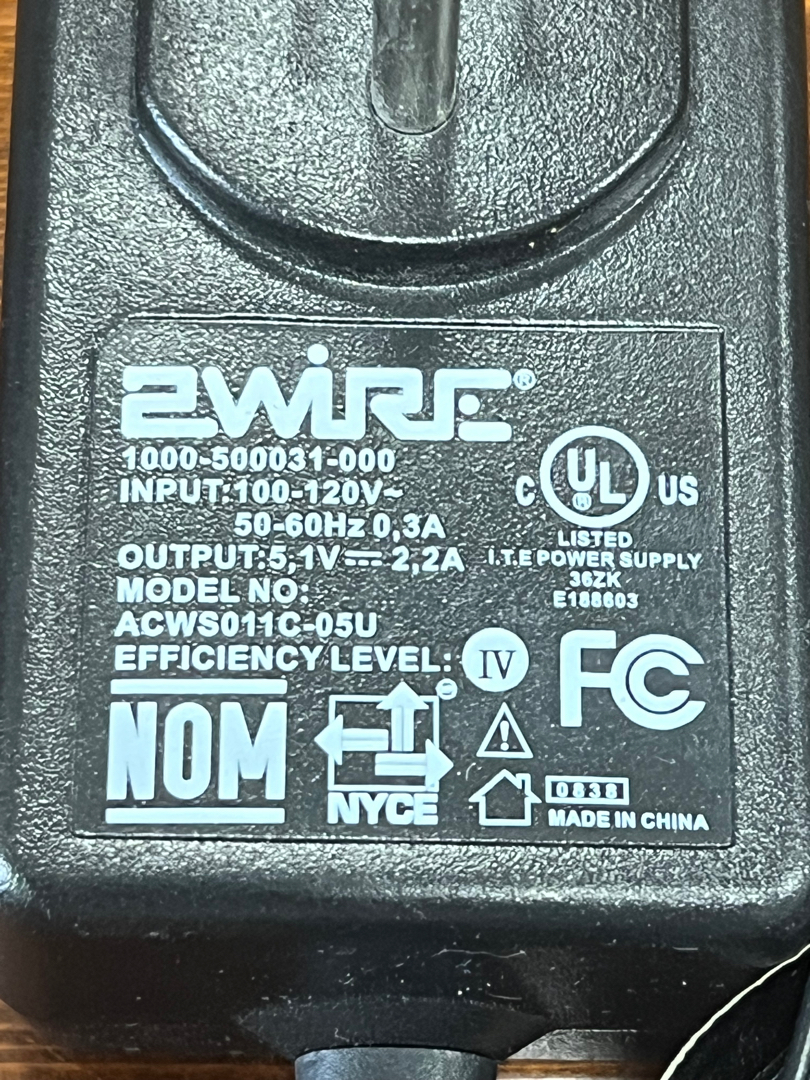 2WiRE®
1000-500031-000
INPUT:100-120V~
50-60Hz 0,3A
OUTPUT:5,1V⎓2,2A
MODEL NO:
ACWS011C-05U
EFFICIENCY LEVEL: IV
C UL® US
LISTED
I.T.E POWER SUPPLY
36ZK
E188603
FC
NOM
NYCE
0838
MADE IN CHINA